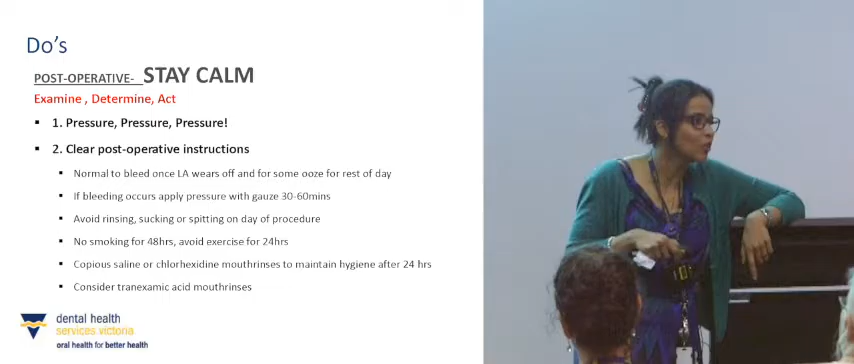 Do's
POST-OPERATIVE- STAY CALM
Examine , Determine, Act
1. Pressure, Pressure, Pressure!
2. Clear post-operative instructions
Normal to bleed once LA wears off and for some ooze for rest of day
If bleeding occurs apply pressure with gauze 30-60mins
Avoid rinsing, sucking or spitting on day of procedure
No smoking for 48hrs, avoid exercise for 24hrs
Copious saline or chlorhexidine mouthrinses to maintain hygiene after 24 hrs
Consider tranexamic acid mouthrinses
dental health
services victoria
oral health for better health